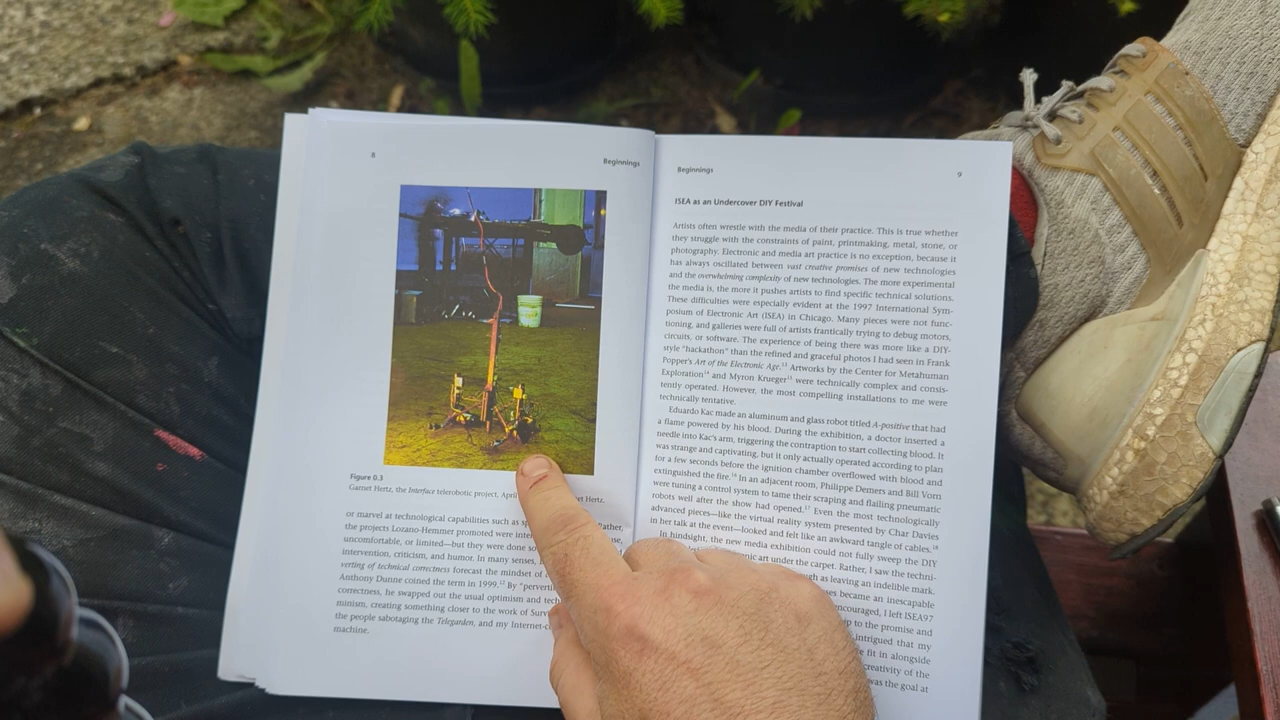 8
Beginnings
Figure 0.3
Garnet Hertz, the Interface telerobotic project, April
et Hertz.
or marvel at technological capabilities such as
Rather,
the projects Lozano-Hemmer promoted were
uncomfortable, or limited—but they were done
intervention, criticism, and humor. In many senses,
verting of technical correctness forecast the mindset of
Anthony Dunne coined the term in 1999.¹² By
correctness, he swapped out the usual optimism and
minism, creating something closer to the work of
the people sabotaging the Telegarden, and my
machine.
Beginnings
9
ISEA as an Undercover DIY Festival
Artists often wrestle with the media of their practice. This is true whether
they struggle with the constraints of paint, printmaking, metal, stone, or
photography. Electronic and media art practice is no exception, because it
has always oscillated between vast creative promises of new technologies
and the overwhelming complexity of new technologies. The more experimental
the media is, the more it pushes artists to find specific technical solutions.
These difficulties were especially evident at the 1997 International Sym-
posium of Electronic Art (ISEA) in Chicago. Many pieces were not func-
tioning, and galleries were full of artists frantically trying to debug motors,
circuits, or software. The experience of being there was more like a DIY-
style "hackathon" than the refined and graceful photos I had seen in Frank
Popper's Art of the Electronic Age.¹³ Artworks by the Center for Metahuman
Exploration¹⁴ and Myron Krueger¹⁵ were technically complex and consis-
tently operated. However, the most compelling installations to me were
technically tentative.
Eduardo Kac made an aluminum and glass robot titled A-positive that had
a flame powered by his blood. During the exhibition, a doctor inserted a
needle into Kac's arm, triggering the contraption to start collecting blood. It
was strange and captivating, but it only actually operated according to plan
for a few seconds before the ignition chamber overflowed with blood and
extinguished the fire.¹⁶ In an adjacent room, Philippe Demers and Bill Vorn
were tuning a control system to tame their scraping and flailing pneumatic
robots well after the show had opened.¹⁷ Even the most technologically
advanced pieces—like the virtual reality system presented by Char Davies
in her talk at the event—looked and felt like an awkward tangle of cables.¹⁸
In hindsight, the new media exhibition could not fully sweep the DIY
art under the carpet. Rather, I saw the techni-
as leaving an indelible mark.
became an inescapable
encouraged, I left ISEA97
up to the promise and
intrigued that my
fit in alongside
creativity of the
was the goal at